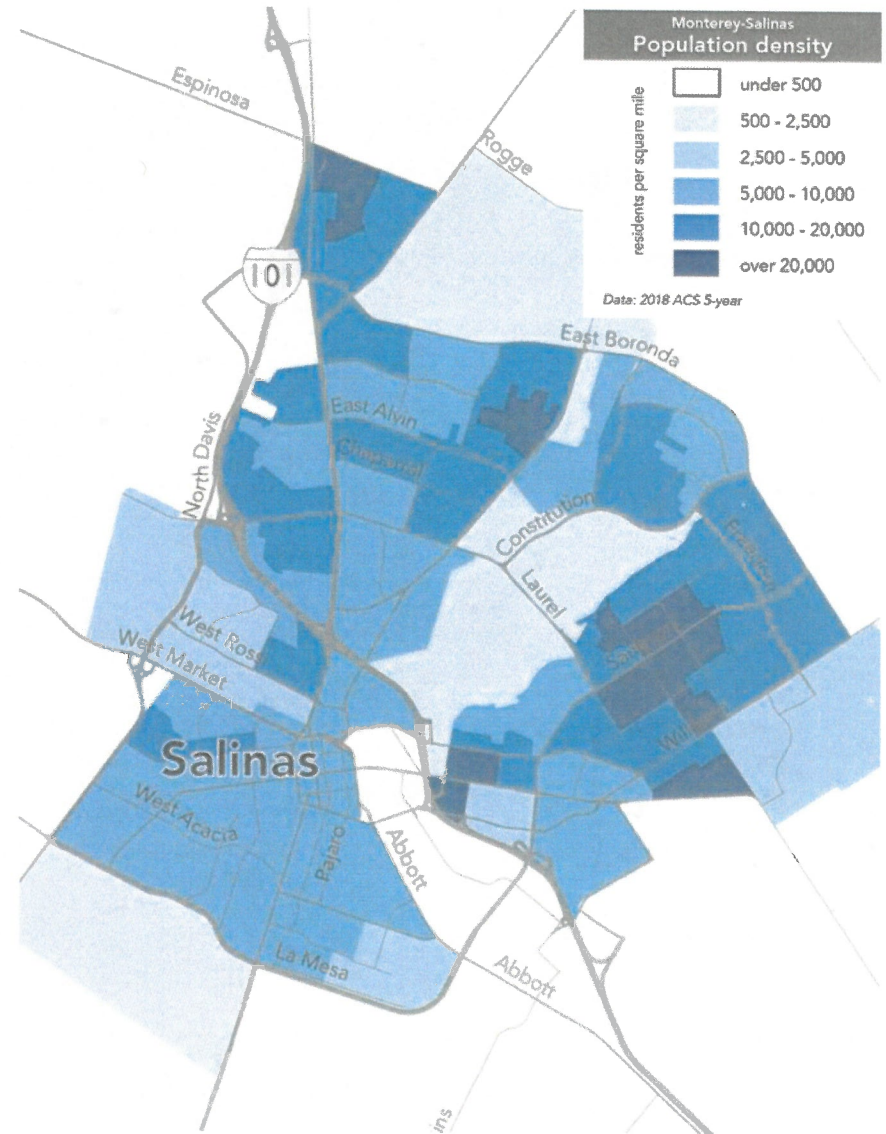 Monterey-Salinas
Population density
residents per square mile
under 500
500 - 2,500
2,500 - 5,000
5,000 - 10,000
10,000 - 20,000
over 20,000
Data: 2018 ACS 5-year
Espinosa
Rogge
101
East Boronda
East Alvin
Chaparral
North Davis
Constitution
Freedom
Laurel
West Ross
West Market
Salinas
West Acacia
Pajaro
Abbott
La Mesa
Abbott